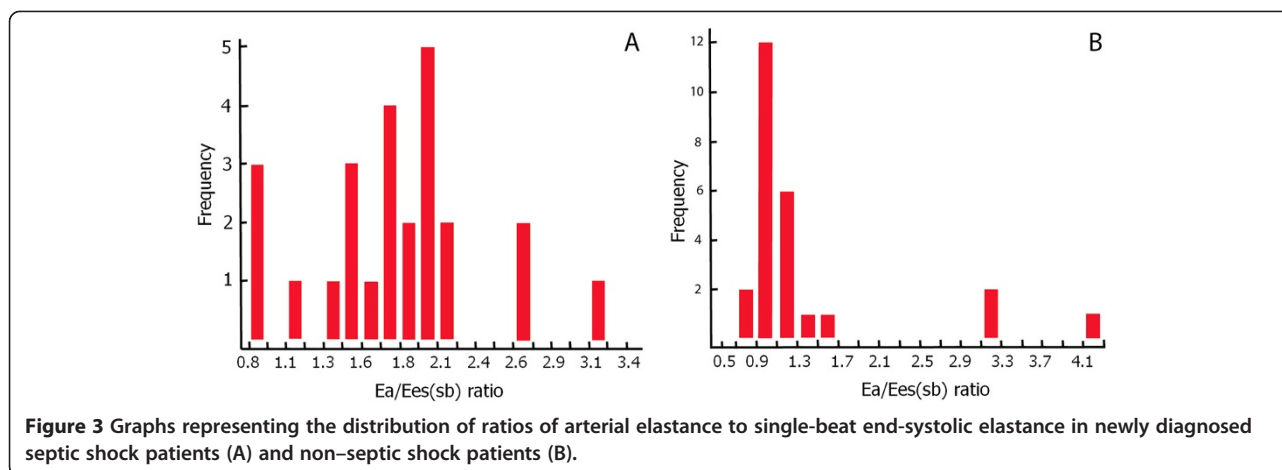 A
5
4
3
2
1
Frequency
0.8 1.1 1.3 1.6 1.8 2.1 2.4 2.6 2.9 3.1 3.4
Ea/Ees(sb) ratio
B
12
10
8
6
4
2
Frequency
0.5 0.9 1.3 1.7 2.1 2.5 2.9 3.3 3.7 4.1
Ea/Ees(sb) ratio
Figure 3 Graphs representing the distribution of ratios of arterial elastance to single-beat end-systolic elastance in newly diagnosed
septic shock patients (A) and non–septic shock patients (B).